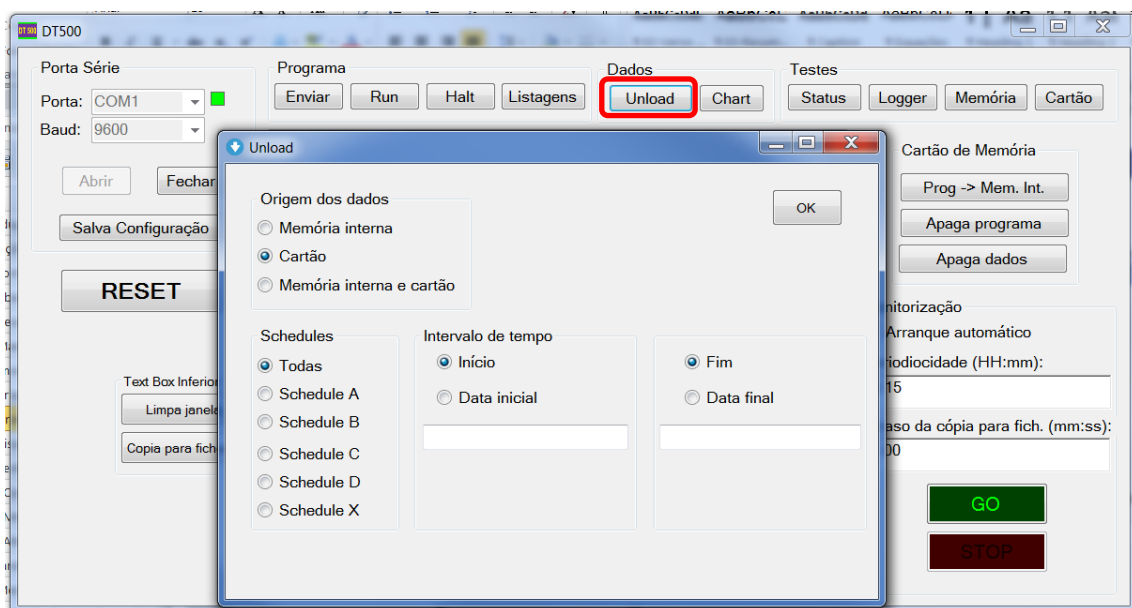 DT500
DT500
Porta Série
Porta: COM1
Baud: 9600
Abrir Fechar
Salva Configuração
RESET
Text Box Inferior
Limpa janela
Copia para fich
Programa
Enviar Run Halt Listagens
Dados
Unload Chart
Testes
Status Logger Memória Cartão
Cartão de Memória
Prog -> Mem. Int.
Apaga programa
Apaga dados
nitorização
Arranque automático
riodiocidade (HH:mm):
15
aso da cópia para fich. (mm:ss):
00
GO
STOP
Unload
Origem dos dados
Memória interna
Cartão
Memória interna e cartão
OK
Schedules
Todas
Schedule A
Schedule B
Schedule C
Schedule D
Schedule X
Intervalo de tempo
Início
Data inicial
Fim
Data final